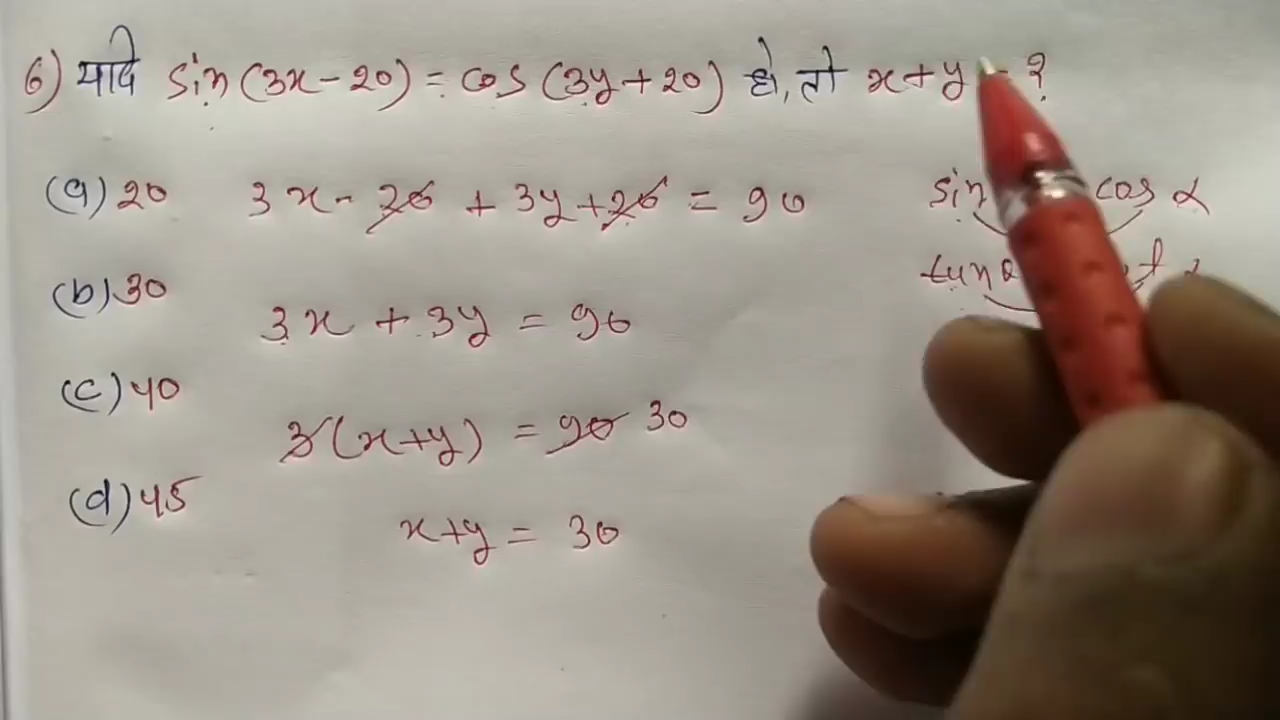 6) यदि sin(3x-20) = cos(3y+20) हो, तो x+y - ?
(a) 20 3x - 20 + 3y + 20 = 90
sin cos α
(b) 30
3x + 3y = 90
(c) 40
3(x+y) = 90 30
(d) 45
x+y = 30